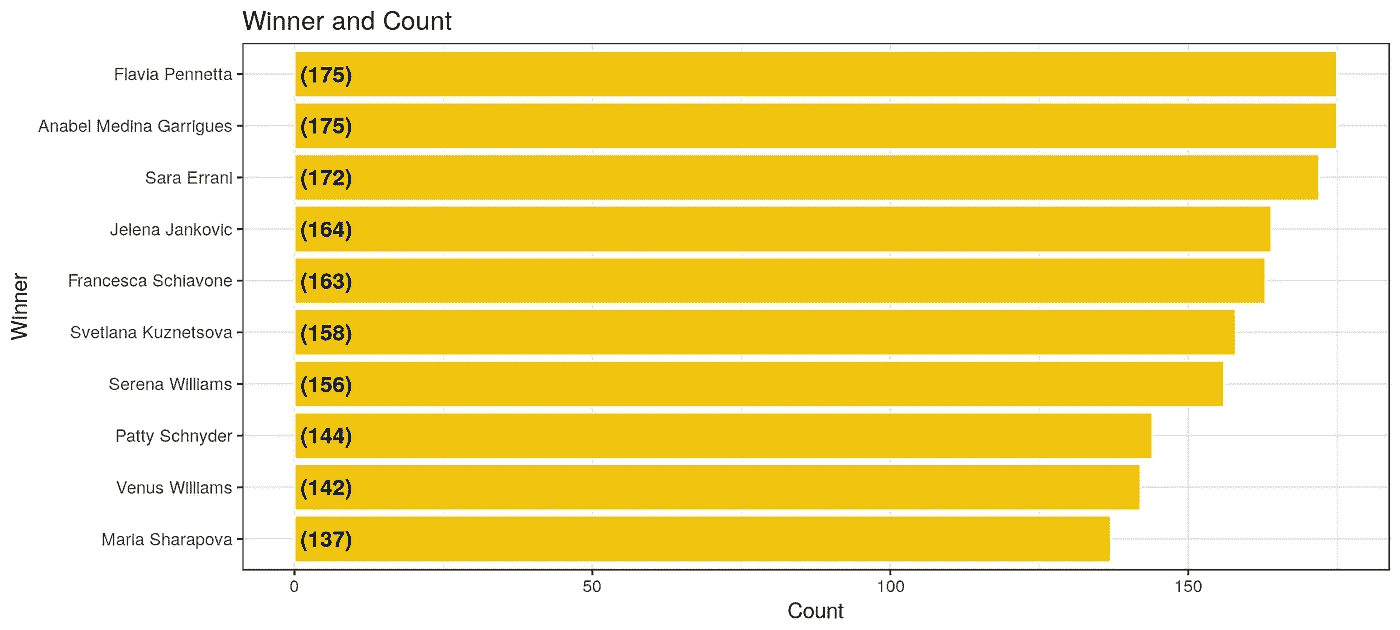 Winner and Count
Flavia Pennetta (175)
Anabel Medina Garrigues (175)
Sara Errani (172)
Jelena Jankovic (164)
Francesca Schiavone (163)
Svetlana Kuznetsova (158)
Serena Williams (156)
Patty Schnyder (144)
Venus Williams (142)
Maria Sharapova (137)
Winner
0 50 100 150
Count